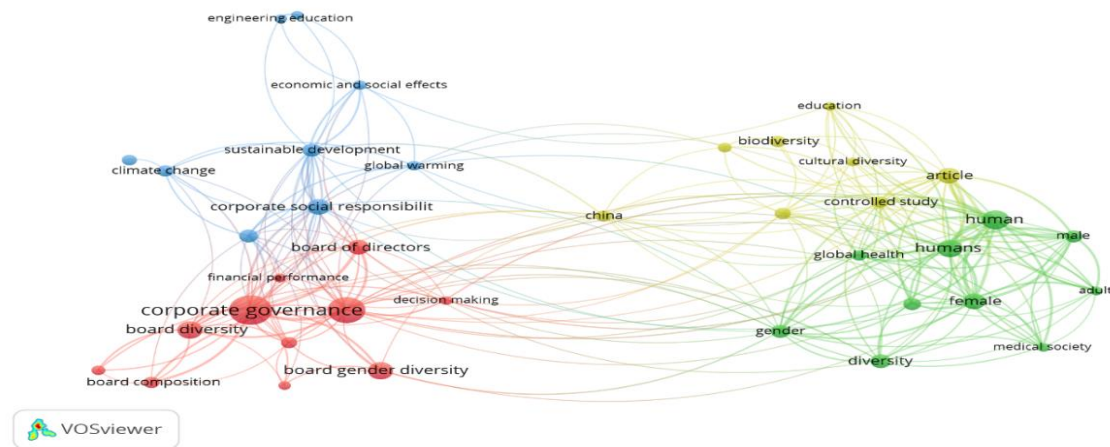 engineering education
economic and social effects
education
biodiversity
sustainable development
cultural diversity
global warming
climate change
article
controlled study
corporate social responsibilit
china
human
male
board of directors
humans
global health
financial performance
adult
decision making
female
corporate governance
board diversity
gender
medical society
diversity
board gender diversity
board composition
VOSviewer